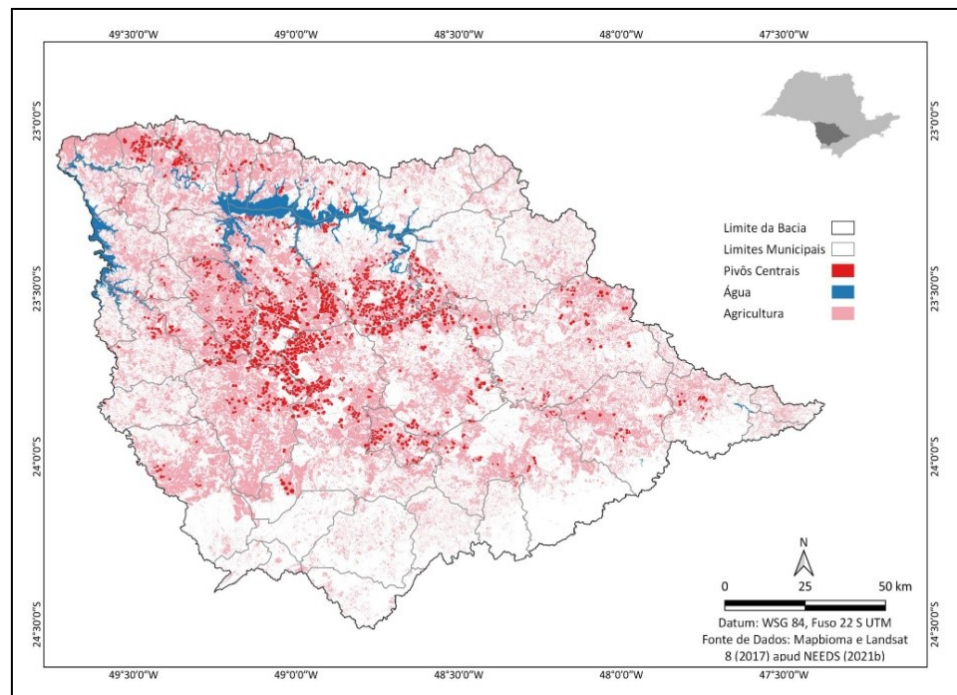 49°30'0"W 49°0'0"W 48°30'0"W 48°0'0"W 47°30'0"W
23°0'0"S
23°30'0"S
24°0'0"S
24°30'0"S
23°0'0"S
23°30'0"S
24°0'0"S
24°30'0"S
Limite da Bacia
Limites Municipais
Pivôs Centrais
Água
Agricultura
N
0 25 50 km
Datum: WSG 84, Fuso 22 S UTM
Fonte de Dados: Mapbioma e Landsat
8 (2017) apud NEEDS (2021b)
49°30'0"W 49°0'0"W 48°30'0"W 48°0'0"W 47°30'0"W